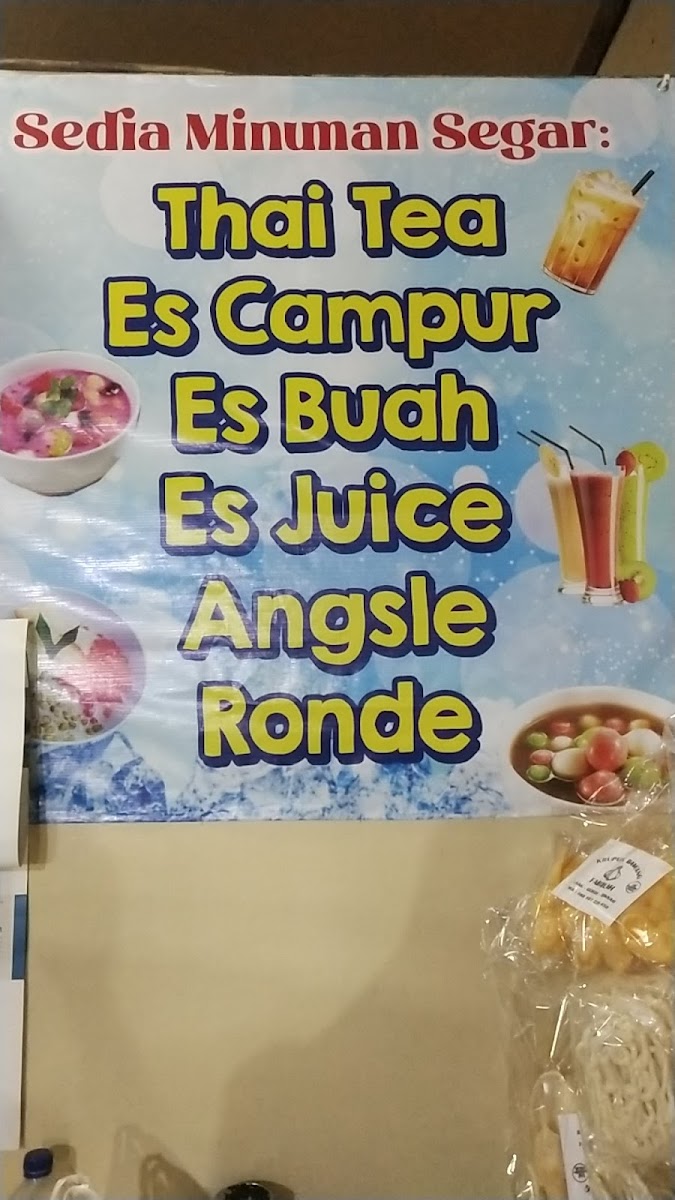 Sedia Minuman Segar:
Thai Tea
Es Campur
Es Buah
Es Juice
Angsle
Ronde